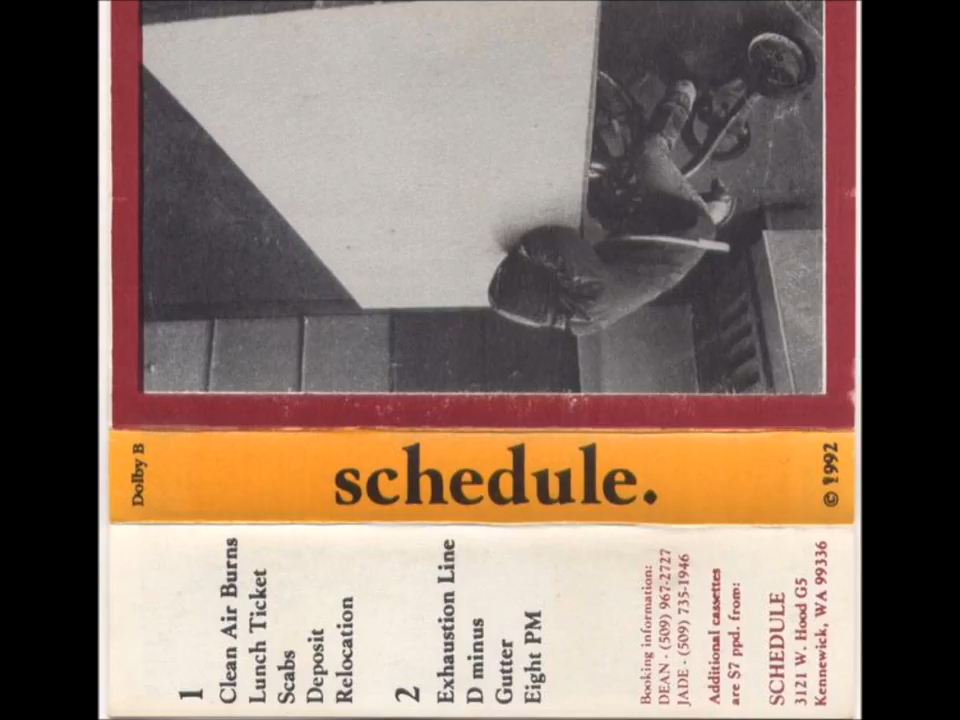 Dolby B
schedule.
© 1992
1
Clean Air Burns
Lunch Ticket
Scabs
Deposit
Relocation
2
Exhaustion Line
D minus
Gutter
Eight PM
Booking information:
DEAN - (509) 967-2727
JADE - (509) 735-1946
Additional cassettes
are $7 ppd. from:
SCHEDULE
3121 W. Hood G5
Kennewick, WA 99336